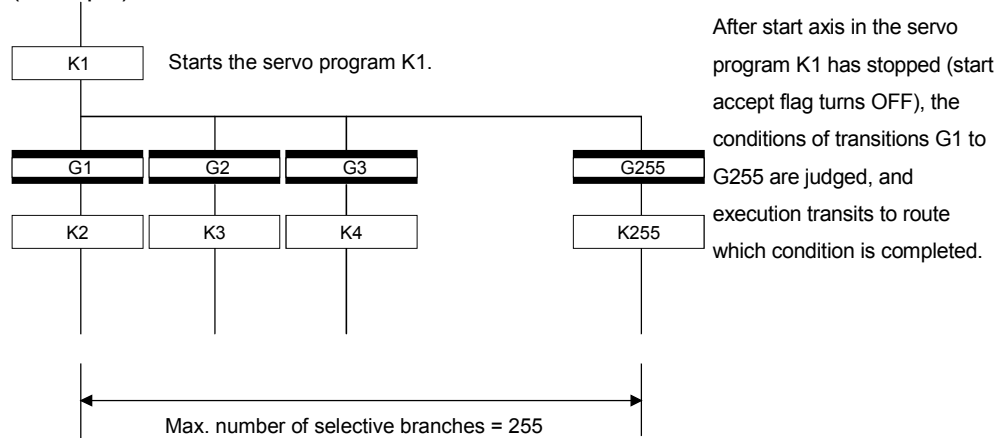 K1
Starts the servo program K1.
After start axis in the servo
program K1 has stopped (start
accept flag turns OFF), the
conditions of transitions G1 to
G255 are judged, and
execution transits to route
which condition is completed.
G1
G2
G3
G255
K2
K3
K4
K255
Max. number of selective branches = 255